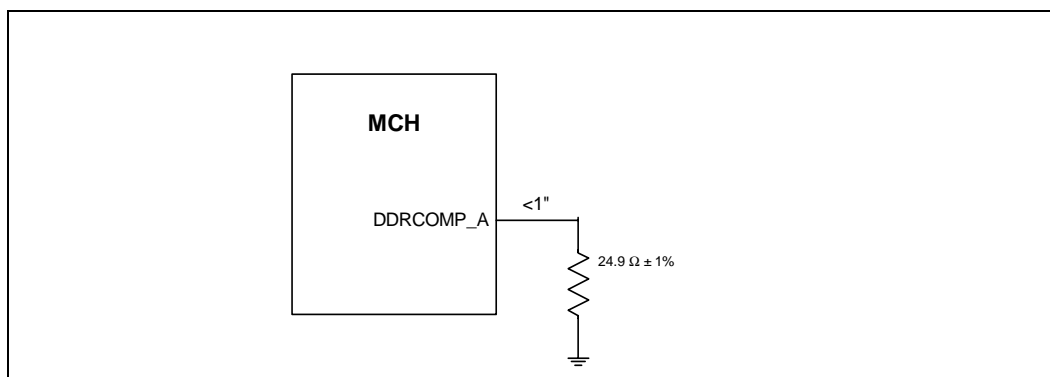 MCH
<1"
DDRCOMP_A
24.9 Ω ± 1%